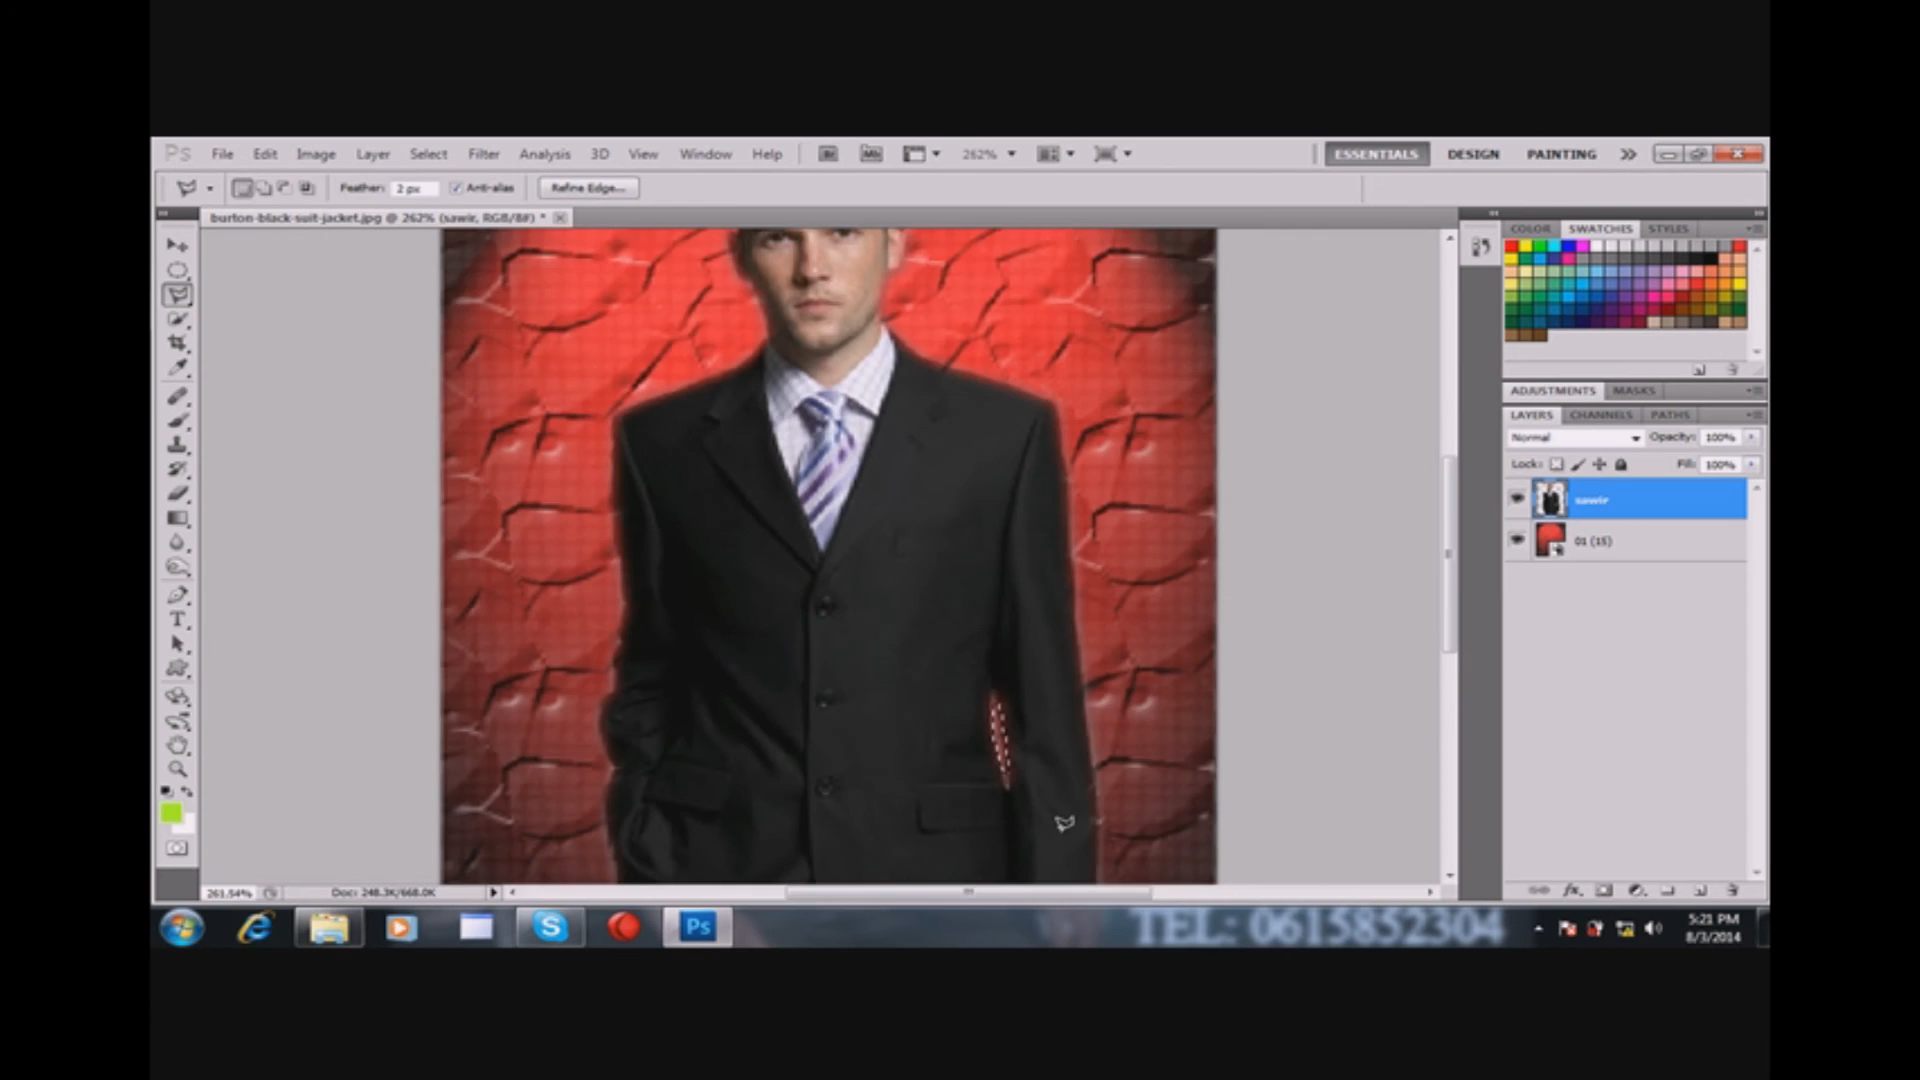 Ps File Edit Image Layer Select Filter Analysis 3D View Window Help Br Mb 262% ESSENTIALS DESIGN PAINTING
Feather: 2 px Anti-alias Refine Edge...
burton-black-suit-jacket.jpg @ 262% (sawir, RGB/8#) *
COLOR SWATCHES STYLES
ADJUSTMENTS MASKS
LAYERS CHANNELS PATHS
Normal Opacity: 100%
Lock: Fill: 100%
sawir
01 (15)
261.54% Doc: 248.3K/668.0K
TEL: 0615852304
Ps
5:21 PM
8/3/2014